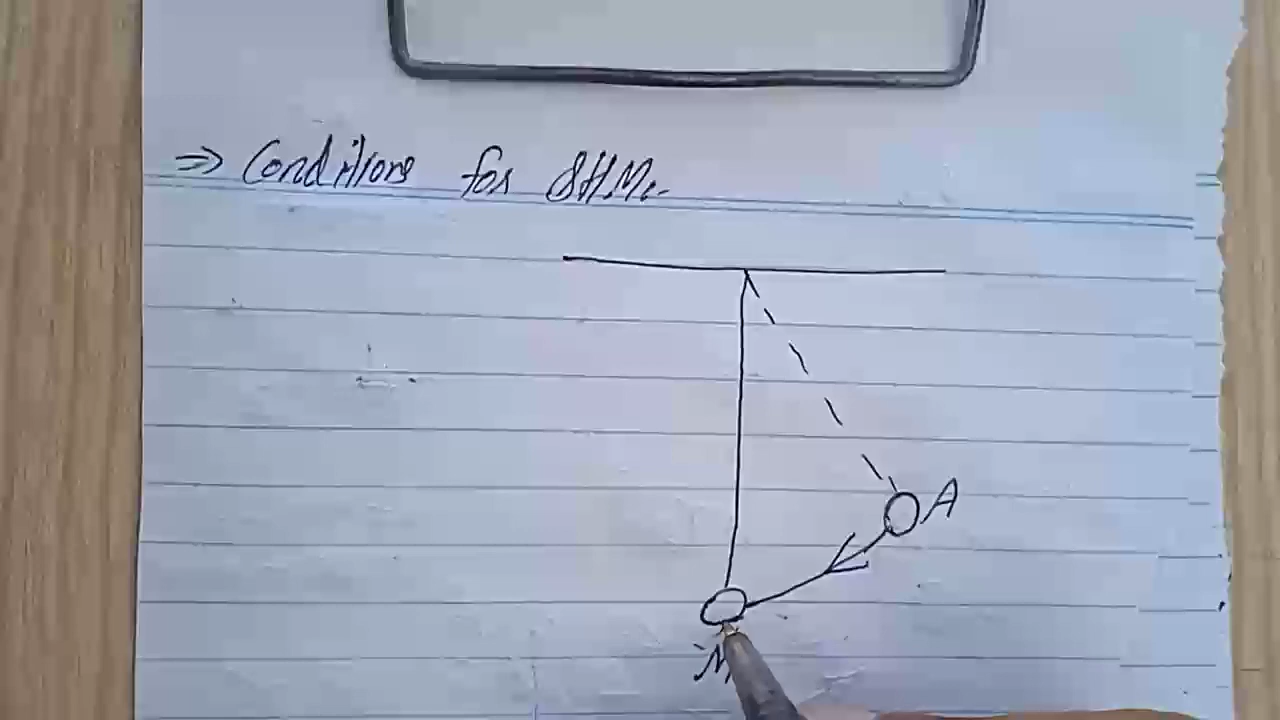 ⇒ Conditions for SHM:-
A
M